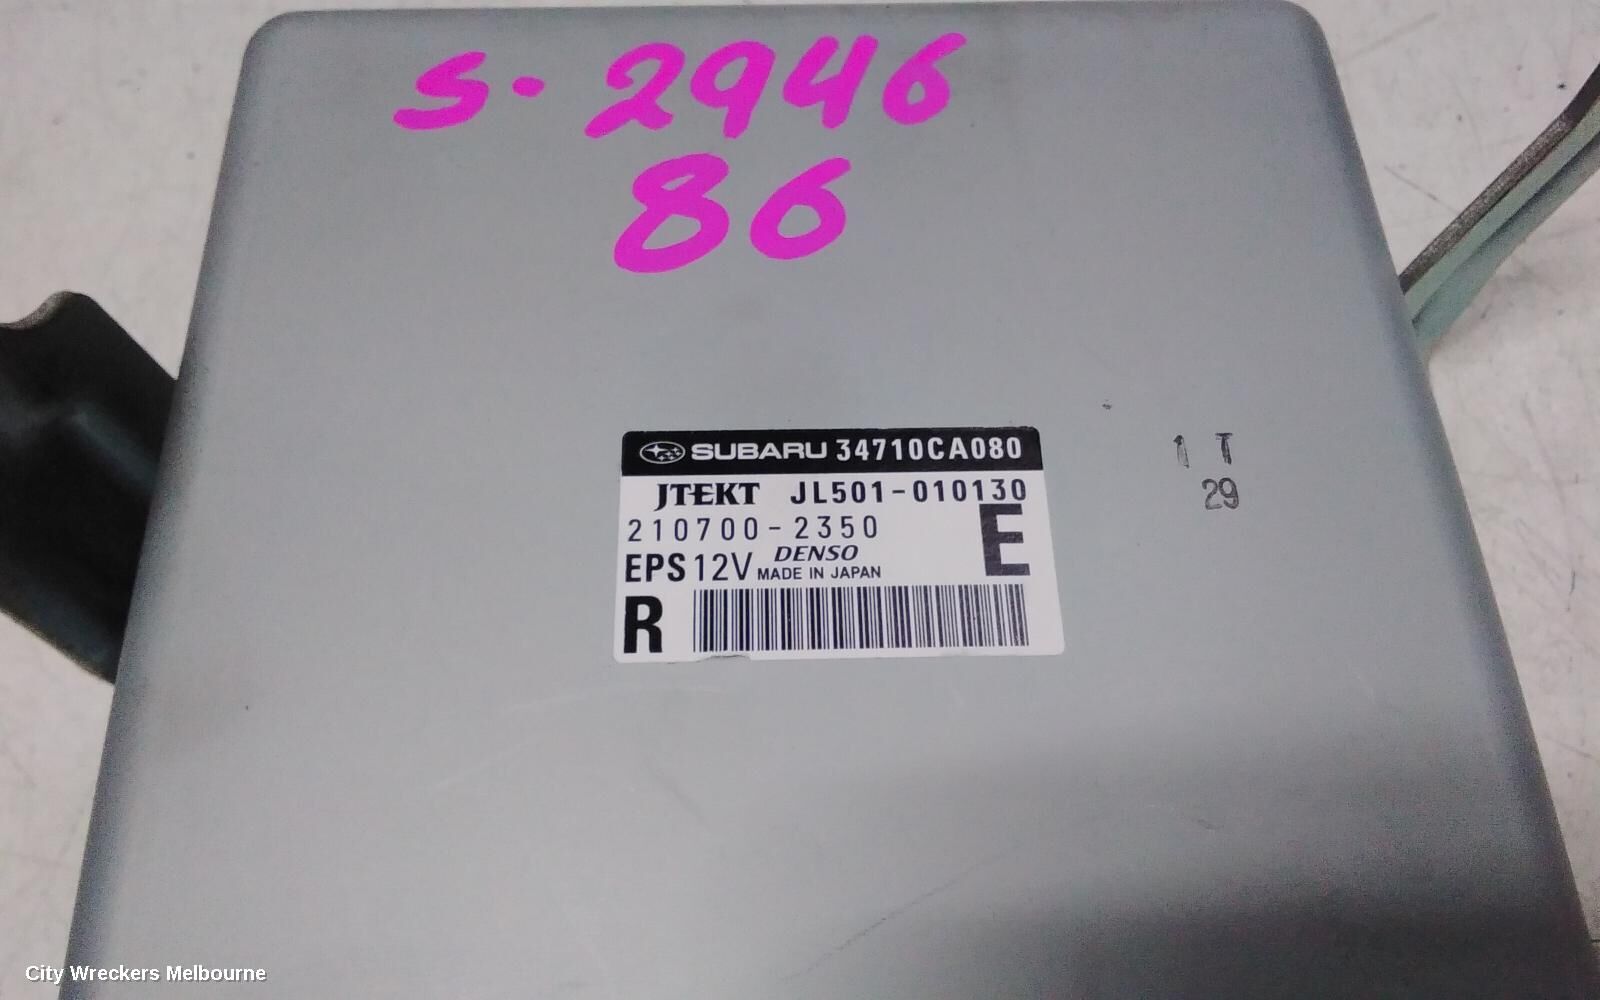 S-2946
86
SUBARU 34710CA080
JTEKT JL501-010130
210700-2350
E
EPS 12V DENSO MADE IN JAPAN
R
1 T
29
City Wreckers Melbourne